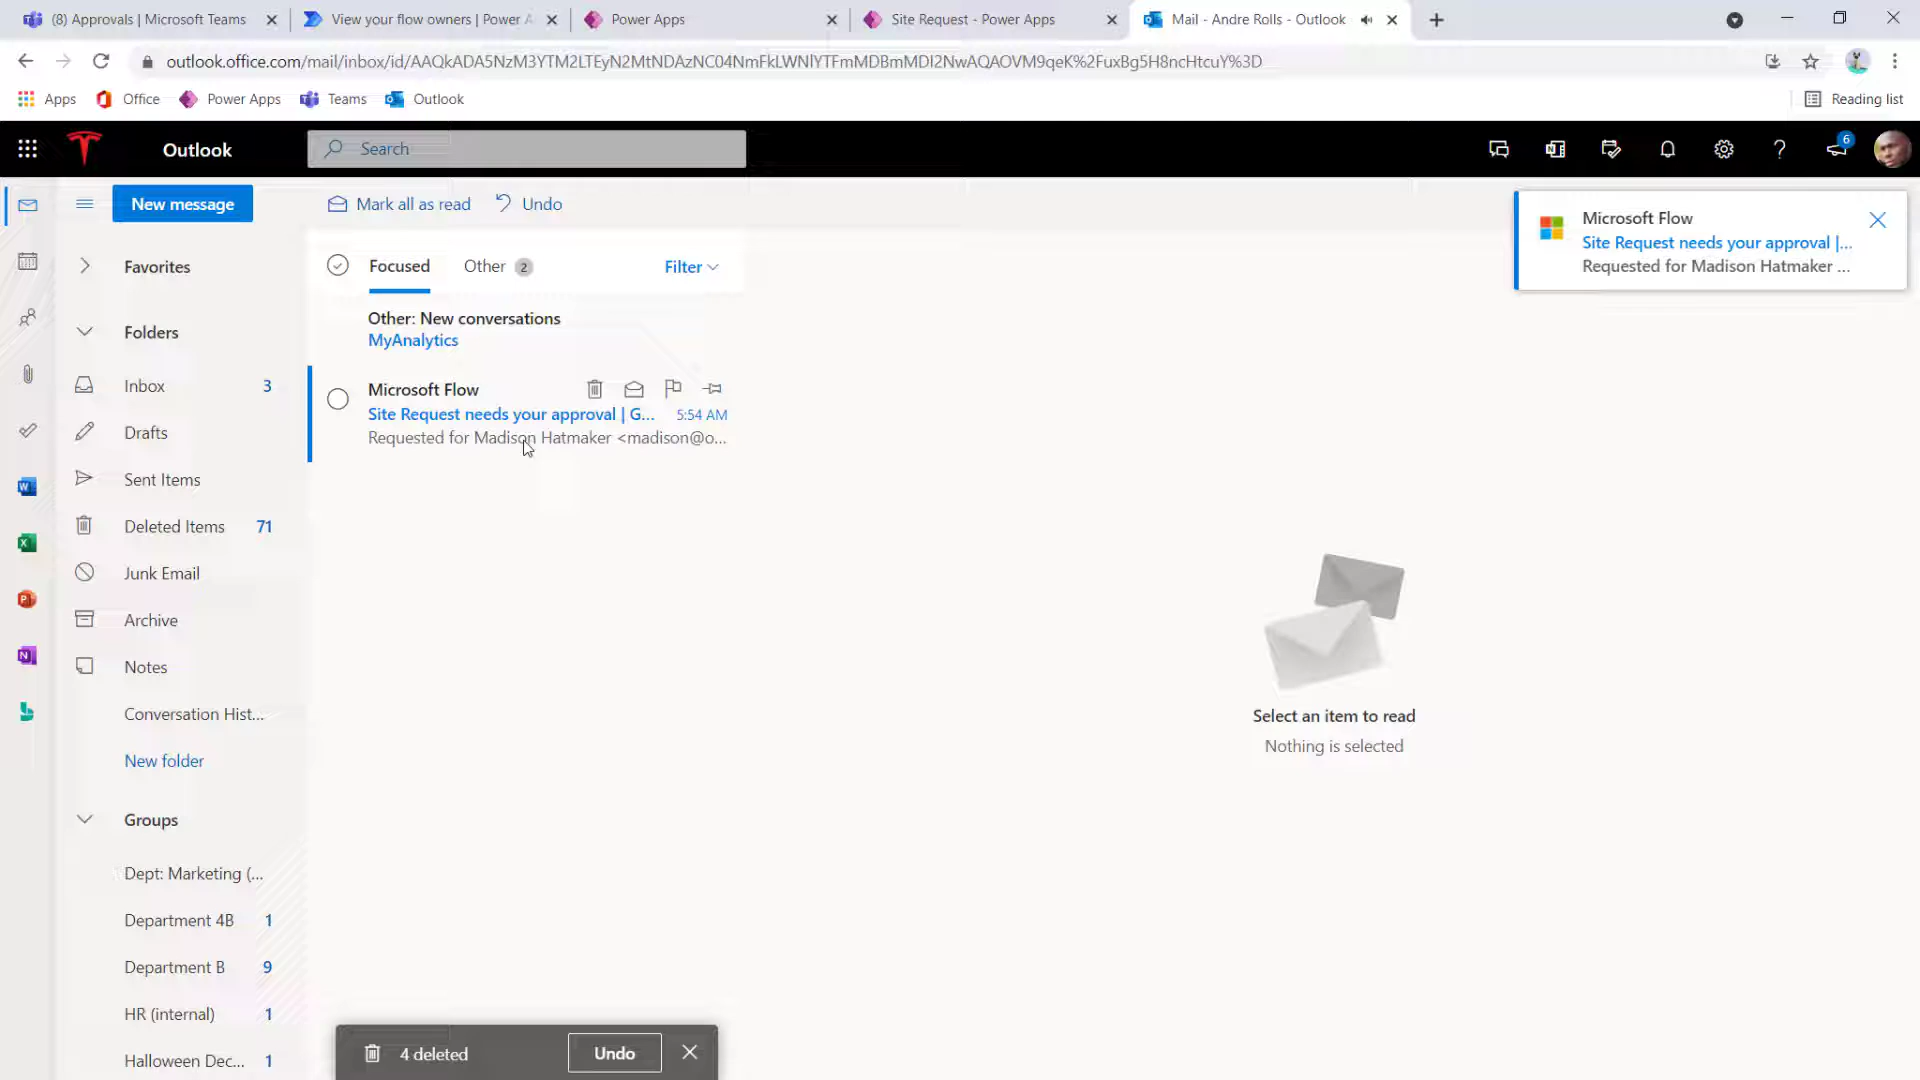 (8) Approvals | Microsoft Teams
View your flow owners | Power A
Power Apps
Site Request - Power Apps
Mail - Andre Rolls - Outlook
outlook.office.com/mail/inbox/id/AAQkADA5NzM3YTM2LTEyN2MtNDAzNC04NmFkLWNlYTFmMDBmMDI2NwAQAOVM9qeK%2FuxBg5H8ncHtcuY%3D
Apps
Office
Power Apps
Teams
Outlook
Reading list
Outlook
Search
6
New message
Mark all as read
Undo
Microsoft Flow
Site Request needs your approval |...
Requested for Madison Hatmaker ...
Favorites
Folders
Inbox 3
Drafts
Sent Items
Deleted Items 71
Junk Email
Archive
Notes
Conversation Hist...
New folder
Groups
Dept: Marketing (...
Department 4B 1
Department B 9
HR (internal) 1
Halloween Dec... 1
Focused
Other 2
Filter
Other: New conversations
MyAnalytics
Microsoft Flow
Site Request needs your approval | G... 5:54 AM
Requested for Madison Hatmaker <madison@o...
Select an item to read
Nothing is selected
4 deleted
Undo